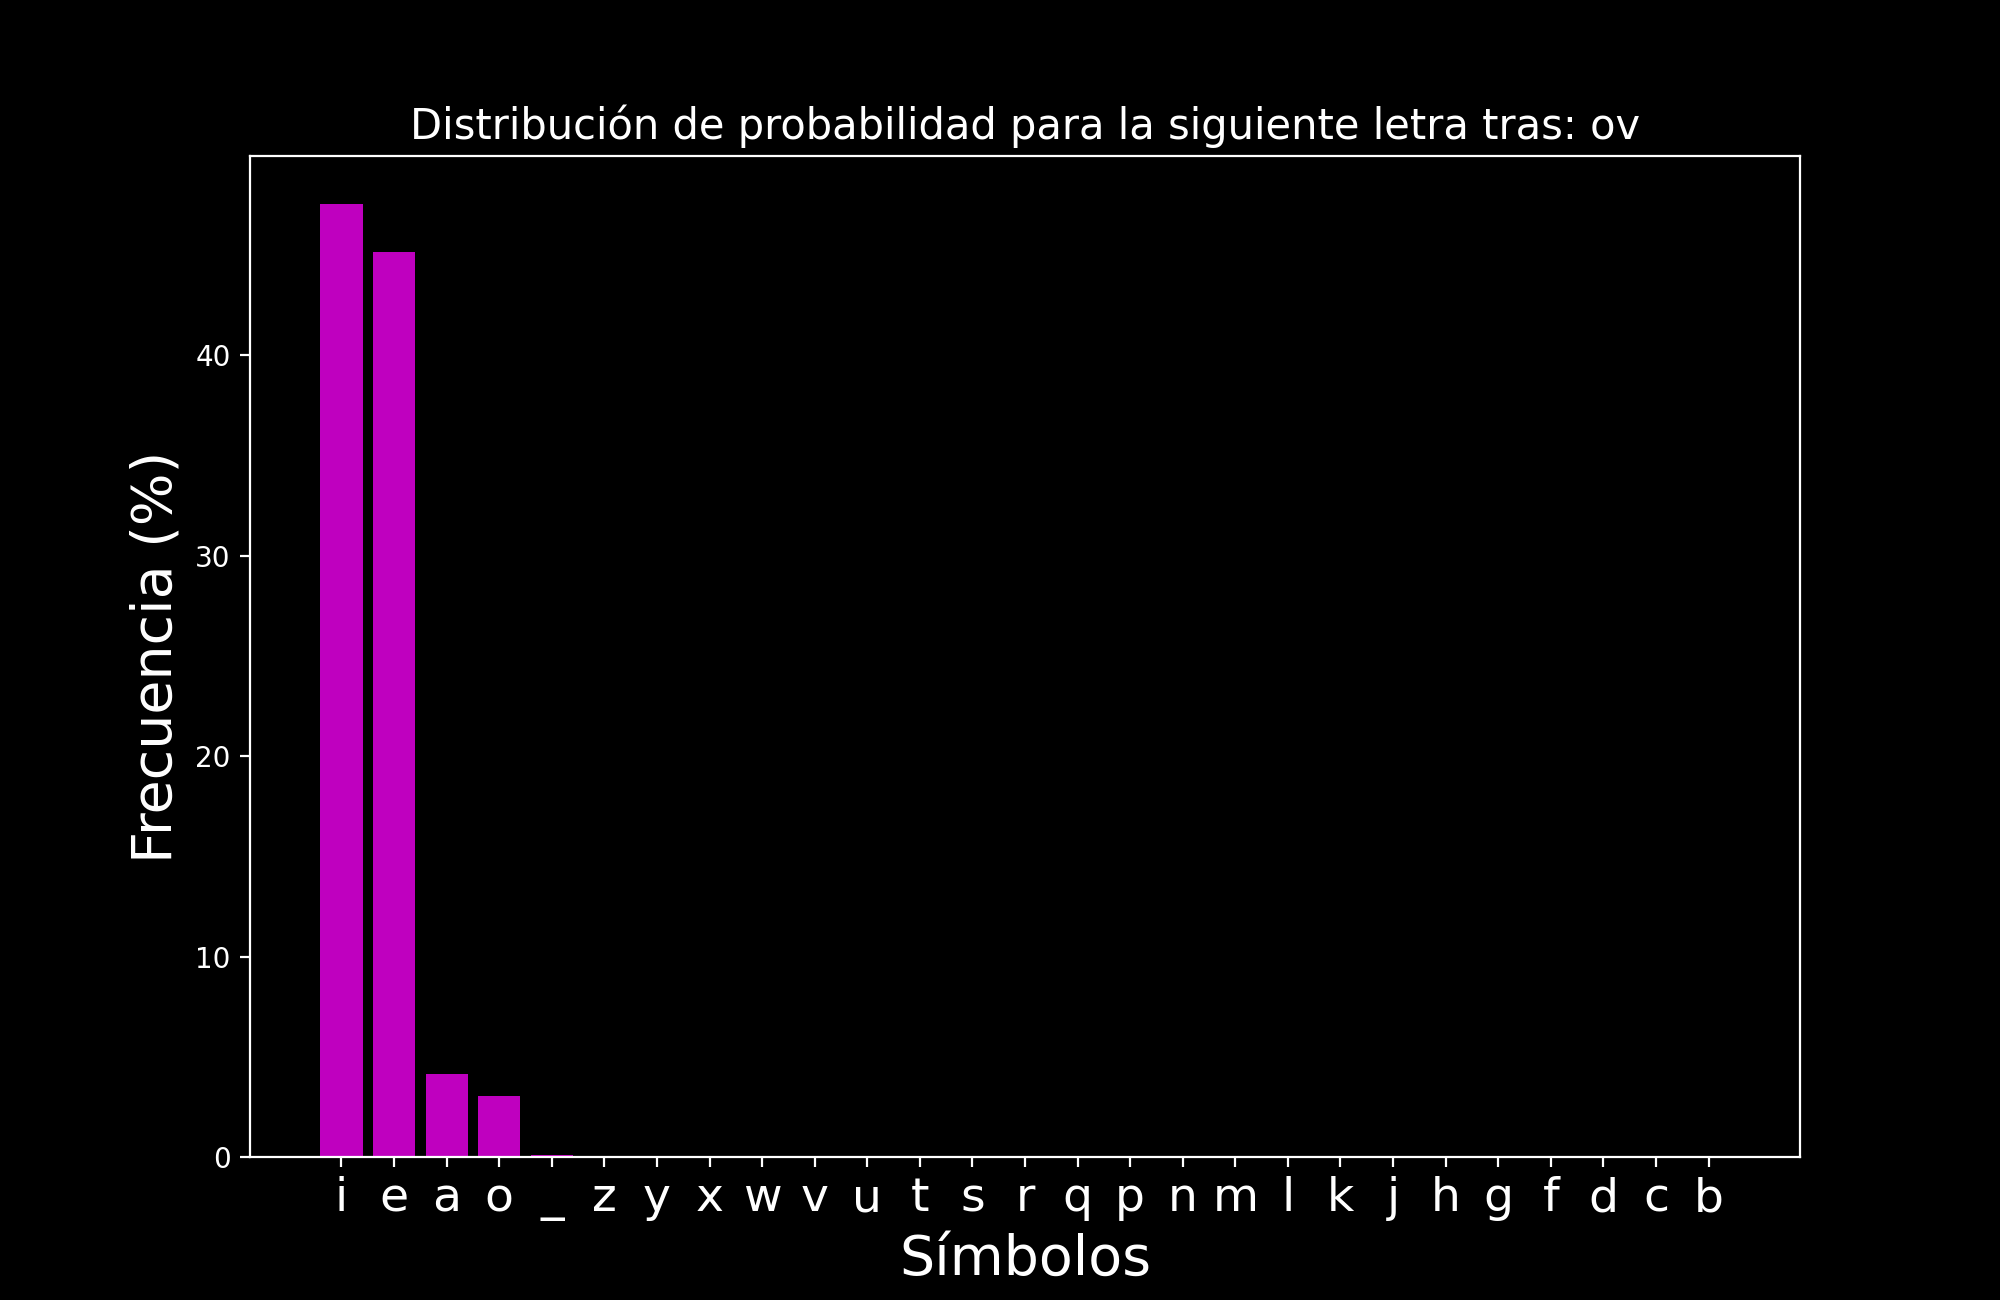 Distribución de probabilidad para la siguiente letra tras: ov
Frecuencia (%)
40
30
20
10
0
i e a o _ z y x w v u t s r q p n m l k j h g f d c b
Símbolos